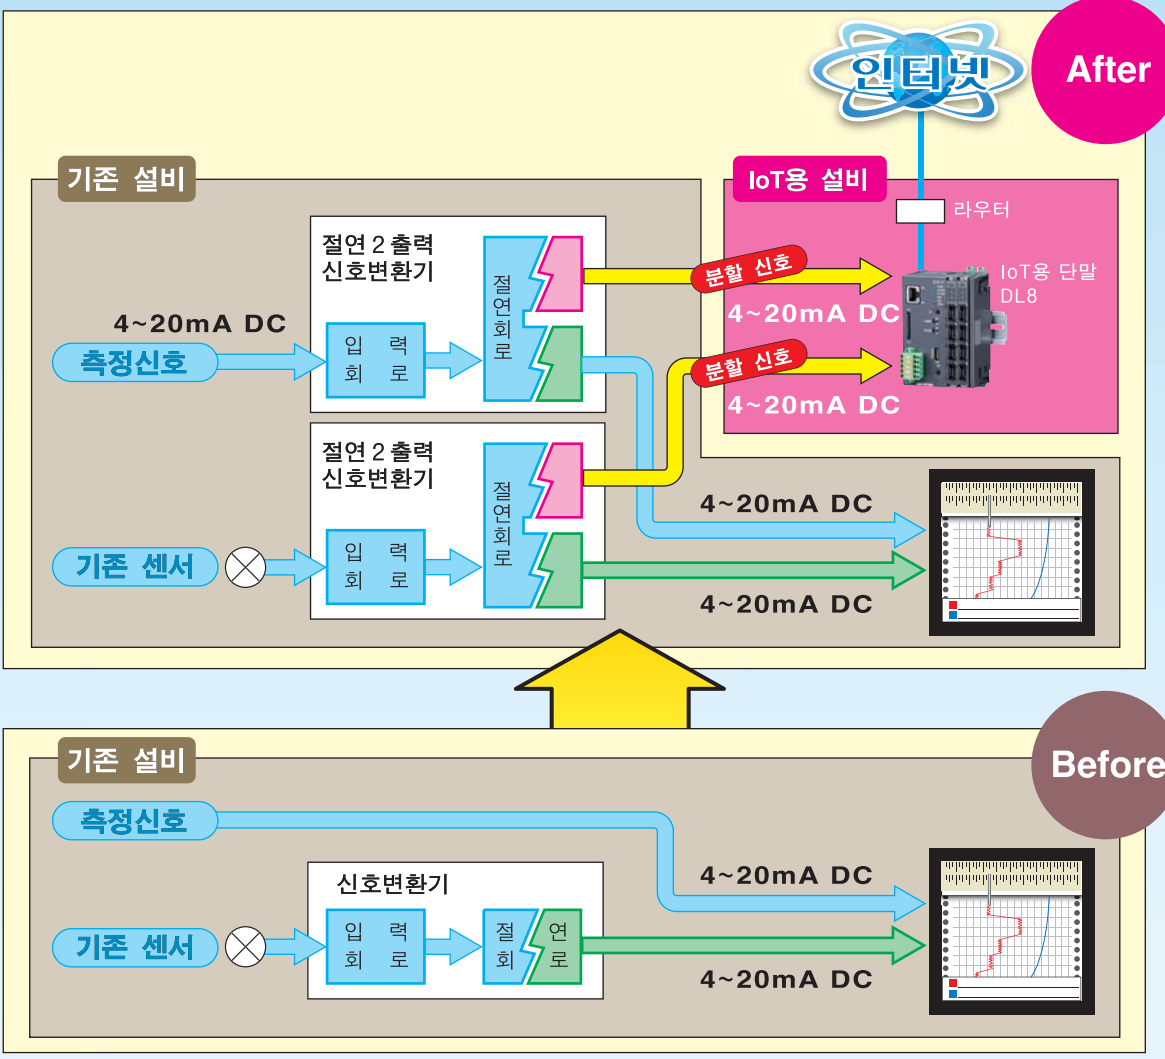 After
인터넷
기존 설비
IoT용 설비
라우터
절연 2 출력
신호변환기
절연회로
분할 신호
IoT용 단말
DL8
4~20mA DC
4~20mA DC
측정신호
입 력
회 로
분할 신호
4~20mA DC
절연 2 출력
신호변환기
절연회로
4~20mA DC
기존 센서
입 력
회 로
4~20mA DC
Before
기존 설비
측정신호
신호변환기
4~20mA DC
기존 센서
입 력
회 로
절 연
회 로
4~20mA DC